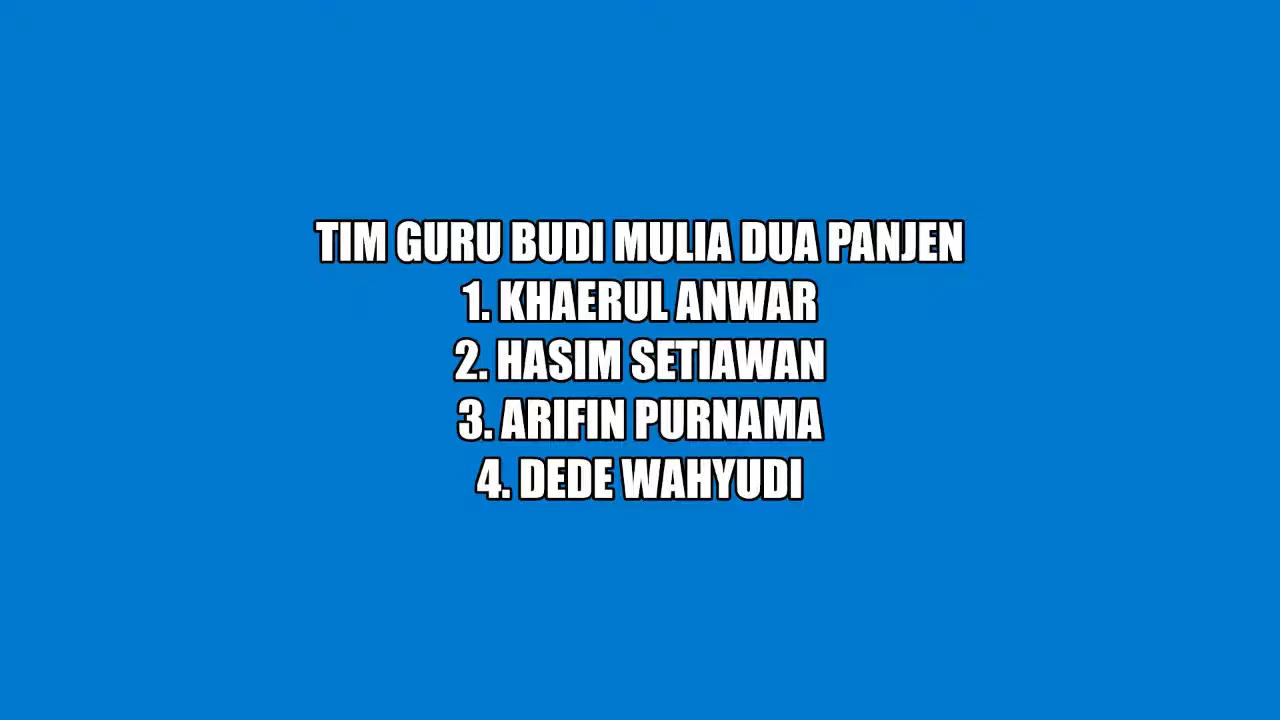 TIM GURU BUDI MULIA DUA PANJEN
1. KHAERUL ANWAR
2. HASIM SETIAWAN
3. ARIFIN PURNAMA
4. DEDE WAHYUDI